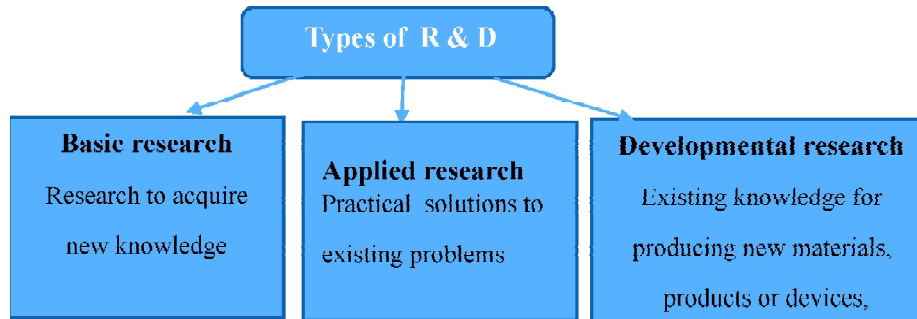 Types of R & D
Basic research
Research to acquire
new knowledge
Applied research
Practical solutions to
existing problems
Developmental research
Existing knowledge for
producing new materials,
products or devices,